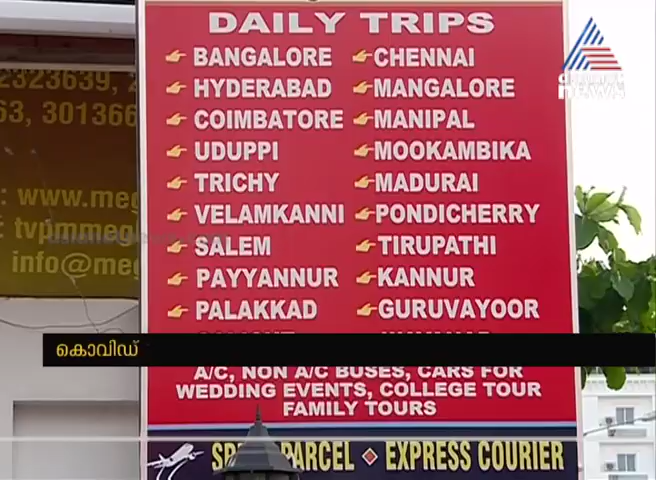 DAILY TRIPS
BANGALORE CHENNAI
HYDERABAD MANGALORE
COIMBATORE MANIPAL
UDUPPI MOOKAMBIKA
TRICHY MADURAI
VELAMKANNI PONDICHERRY
SALEM TIRUPATHI
PAYYANNUR KANNUR
PALAKKAD GURUVAYOOR
കൊവിഡ്
A/C, NON A/C BUSES, CARS FOR
WEDDING EVENTS, COLLEGE TOUR
FAMILY TOURS
PARCEL EXPRESS COURIER
2323639,
63, 301366
: www.meg
: tvpmmeg
info@meg
NEWS